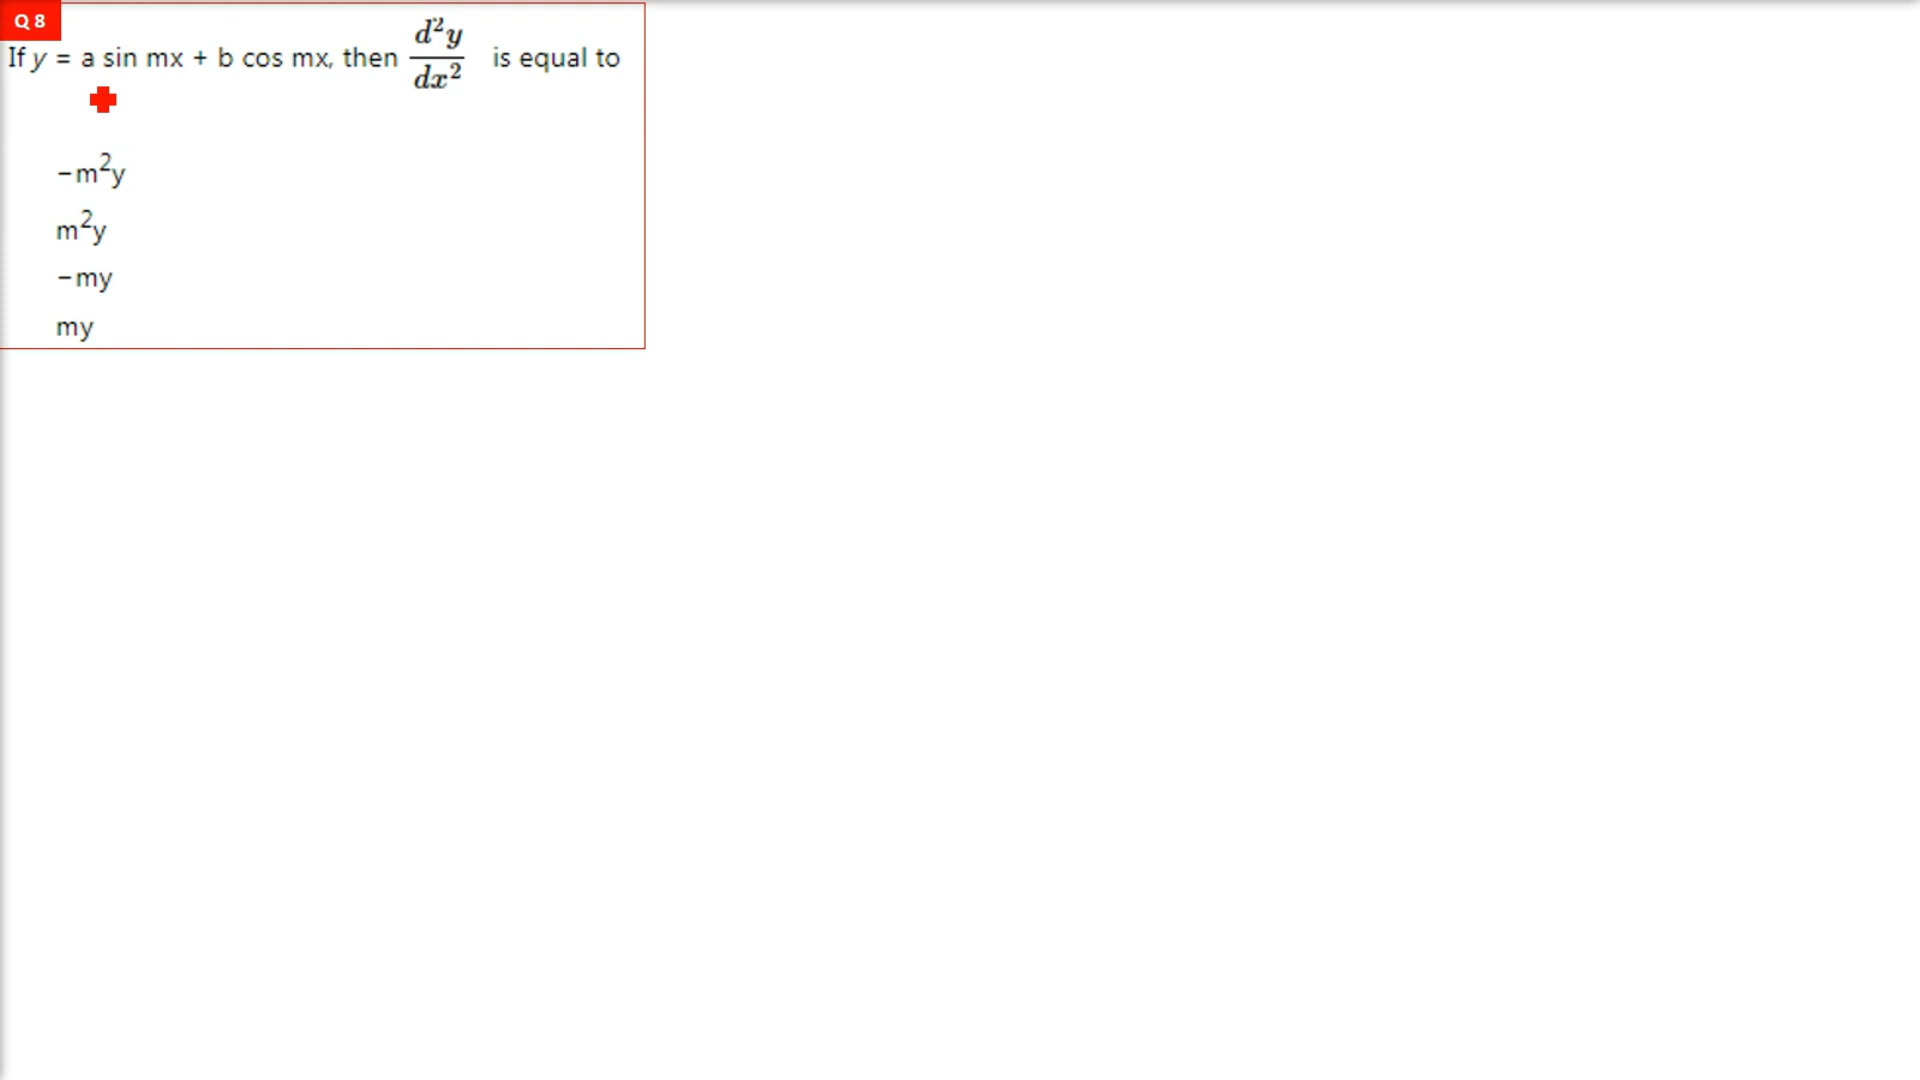 Q 8
If y = a sin mx + b cos mx, then d²y/dx² is equal to
−m²y
m²y
−my
my